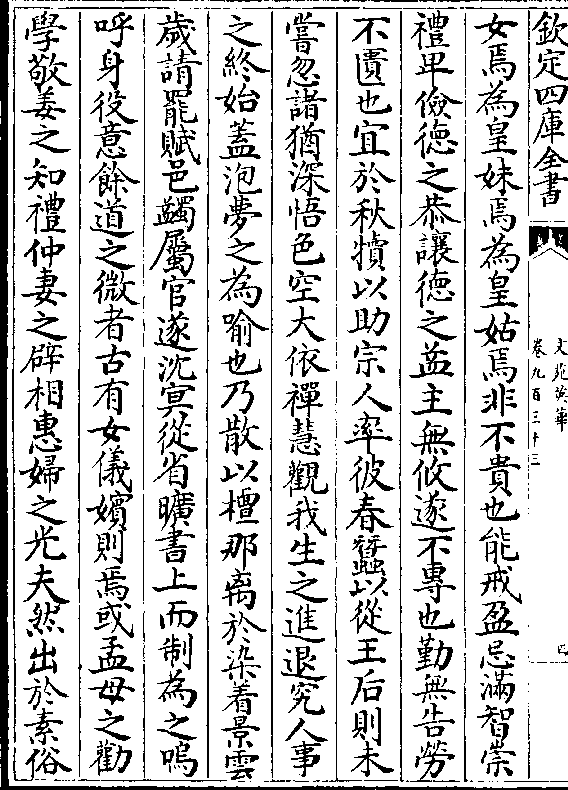 欽定四庫全書
文苑英華
卷九百三十三
女焉為皇妹焉為皇姑焉非不貴也能戒盈忌滿智崇
禮卑儉德之恭讓德之益主無攸遂不專也勤無告勞
不匱也宜於秋犢以助宗人率彼春蠶以從王后則未
嘗忽諸猶深悟色空大依禪慧觀我生之進退究人事
之終始蓋泡夢之為喻也乃散以檀那离於染着景雲
歲請罷賦邑蠲屬官遂沈冥從省曠書上而制為之嗚
呼身役意餘道之微者古有女儀嬪則焉或孟母之勸
學敬姜之知禮仲妻之辟相惠婦之光夫然出於素俗